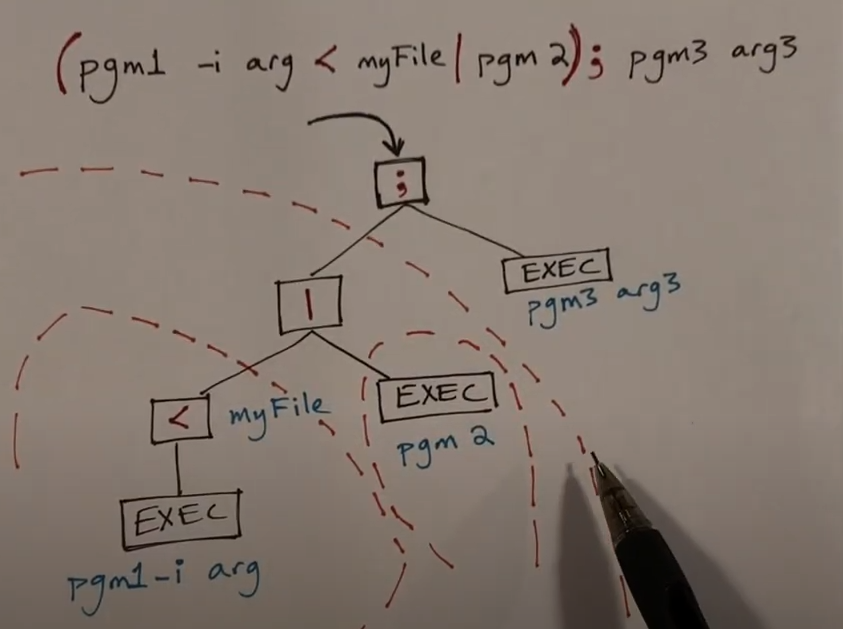 (pgm1 -i arg < myFile | pgm 2); pgm3 arg3
;
EXEC
pgm3 arg3
|
EXEC
pgm 2
< myFile
EXEC
pgm1 -i arg